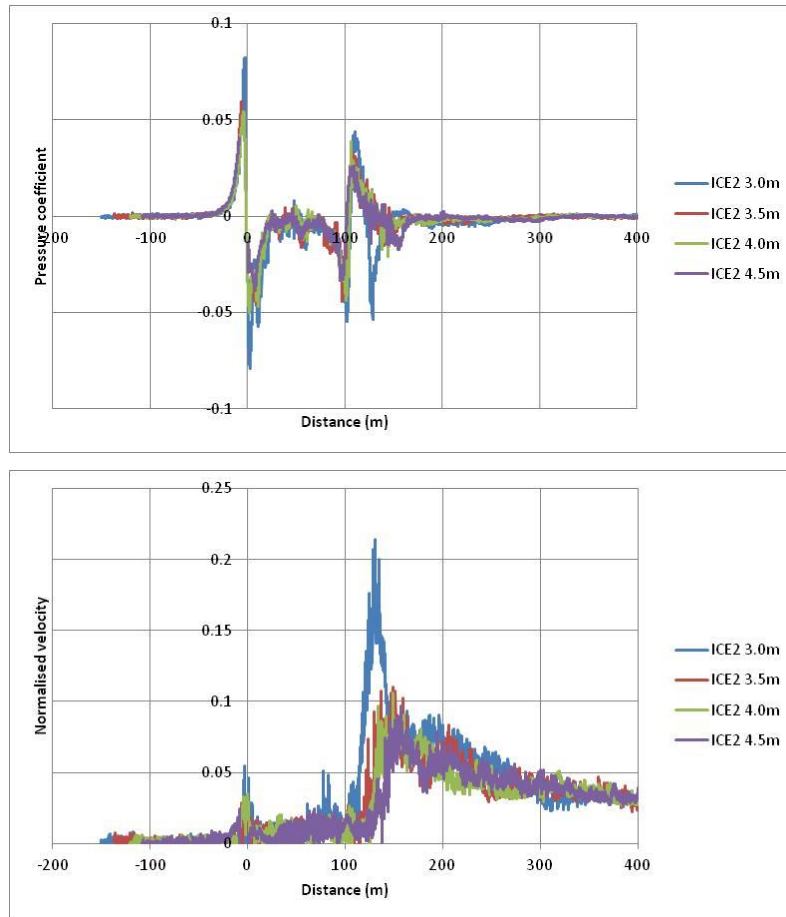 0.1
0.05
0
-0.05
-0.1
-200
-100
0
100
200
300
400
Pressure coefficient
Distance (m)
ICE2 3.0m
ICE2 3.5m
ICE2 4.0m
ICE2 4.5m
0.25
0.2
0.15
0.1
0.05
0
-200
-100
0
100
200
300
400
Normalised velocity
Distance (m)
ICE2 3.0m
ICE2 3.5m
ICE2 4.0m
ICE2 4.5m